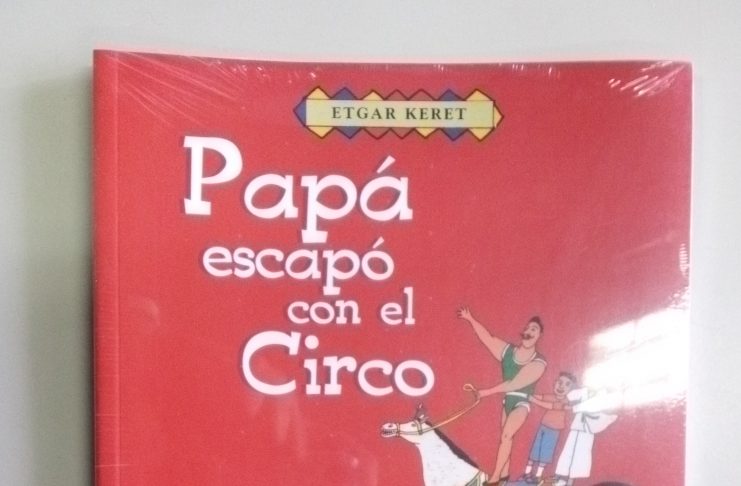 ETGAR KERET
Papá
escapó
con el
Circo